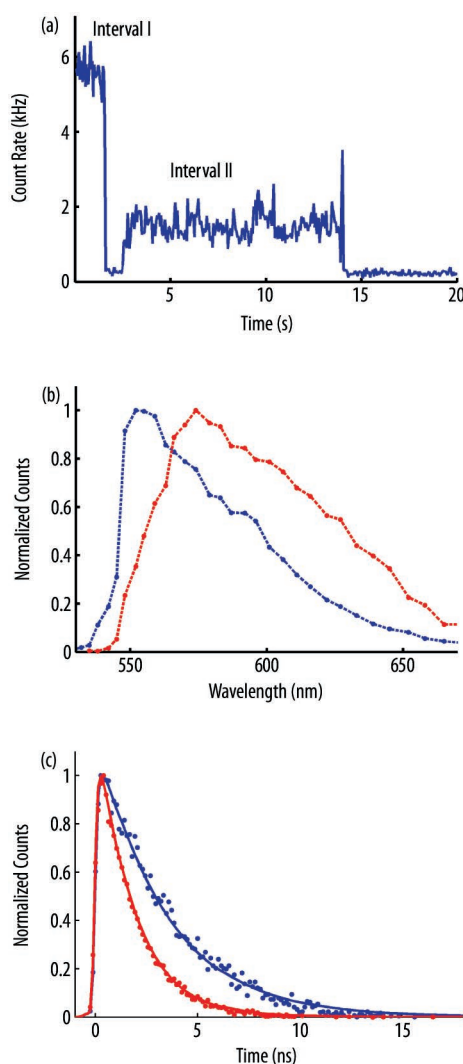 (a)
Interval I
6
4
2
0
Interval II
Count Rate (kHz)
5
10
15
20
Time (s)
(b)
1
0.8
0.6
0.4
0.2
0
Normalized Counts
550
600
650
Wavelength (nm)
(c)
1
0.8
0.6
0.4
0.2
Normalized Counts
0
5
10
15
Time (ns)